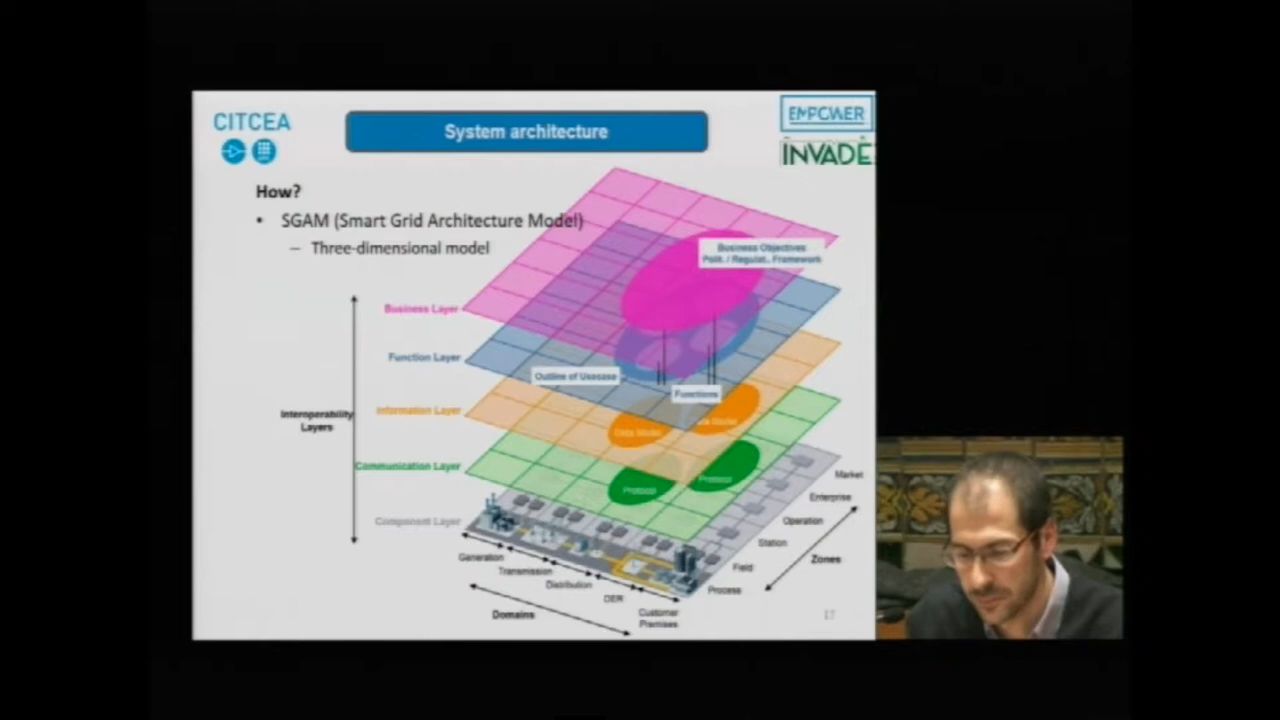 CITCEA
System architecture
EMPOWER
INVADE
How?
• SGAM (Smart Grid Architecture Model)
– Three-dimensional model
Business Objectives
Polit. / Regulat.. Framework
Business Layer
Function Layer
Outline of Usecase
Functions
Interoperability
Layers
Information Layer
Data Model
Data Model
Communication Layer
Protocol
Protocol
Component Layer
Market
Enterprise
Operation
Station
Field
Process
Zones
Generation
Transmission
Distribution
DER
Customer
Premises
Domains
17